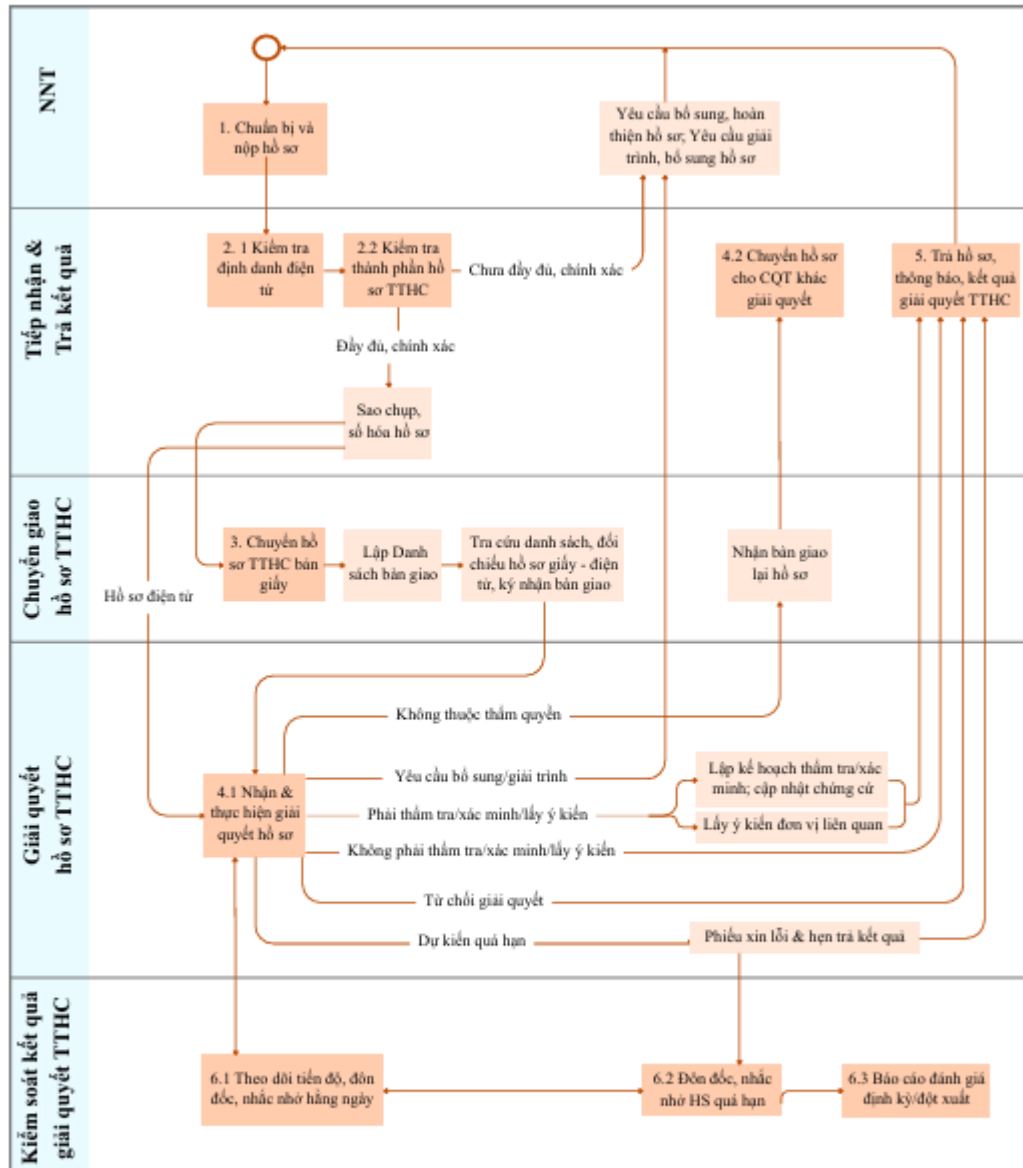 NNT
1. Chuẩn bị và
nộp hồ sơ
Yêu cầu bổ sung, hoàn
thiện hồ sơ; Yêu cầu giải
trình, bổ sung hồ sơ
Tiếp nhận &
Trả kết quả
2. 1 Kiểm tra
định danh điện
tử
2.2 Kiểm tra
thành phần hồ
sơ TTHC
Chưa đầy đủ, chính xác
4.2 Chuyển hồ sơ
cho CQT khác
giải quyết
5. Trả hồ sơ,
thông báo, kết quả
giải quyết TTHC
Đầy đủ, chính xác
Sao chụp,
số hóa hồ sơ
Chuyển giao
hồ sơ TTHC
3. Chuyển hồ
sơ TTHC bản
giấy
Lập Danh
sách bàn giao
Tra cứu danh sách, đối
chiếu hồ sơ giấy - điện
tử, ký nhận bàn giao
Nhận bàn giao
lại hồ sơ
Hồ sơ điện tử
Giải quyết
hồ sơ TTHC
Không thuộc thẩm quyền
4.1 Nhận &
thực hiện giải
quyết hồ sơ
Yêu cầu bổ sung/giải trình
Phải thẩm tra/xác minh/lấy ý kiến
Lập kế hoạch thẩm tra/xác
minh; cập nhật chứng cứ
Lấy ý kiến đơn vị liên quan
Không phải thẩm tra/xác minh/lấy ý kiến
Từ chối giải quyết
Dự kiến quá hạn
Phiếu xin lỗi & hẹn trả kết quả
Kiểm soát kết quả
giải quyết TTHC
6.1 Theo dõi tiến độ, đôn
đốc, nhắc nhở hằng ngày
6.2 Đôn đốc, nhắc
nhở HS quá hạn
6.3 Báo cáo đánh giá
định kỳ/đột xuất